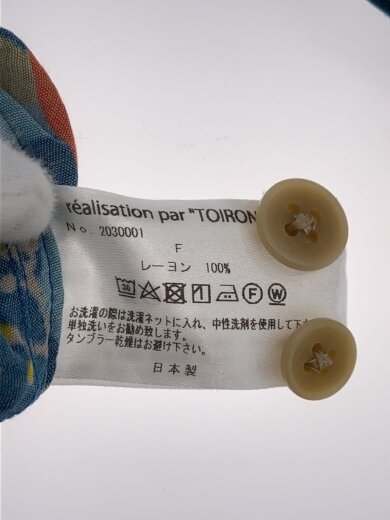 réalisation par "TOIRON
No. 2030001
F
レーヨン 100%
30 F W
お洗濯の際は洗濯ネットに入れ、中性洗剤を使用して下
単独洗いをお勧め致します。
タンブラー乾燥はお避け下さい。
日本製